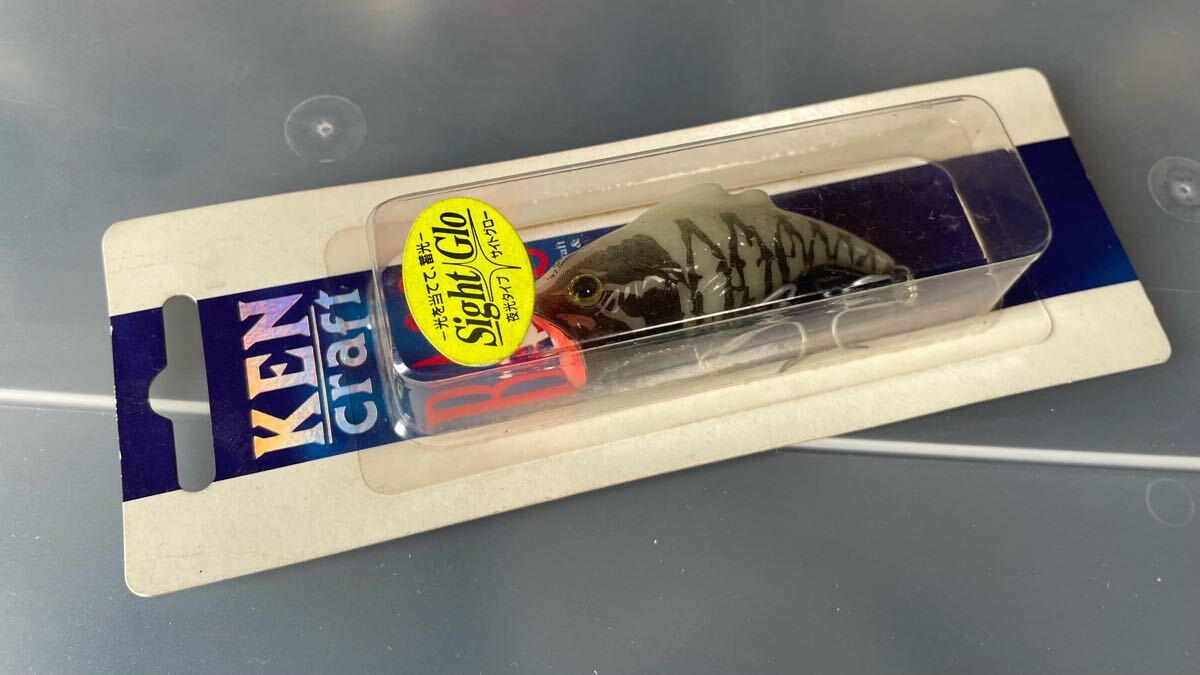 KEN
craft
－光を当てて、蓄光－
Sight Glo
夜光タイプ サイトグロー
craft
&